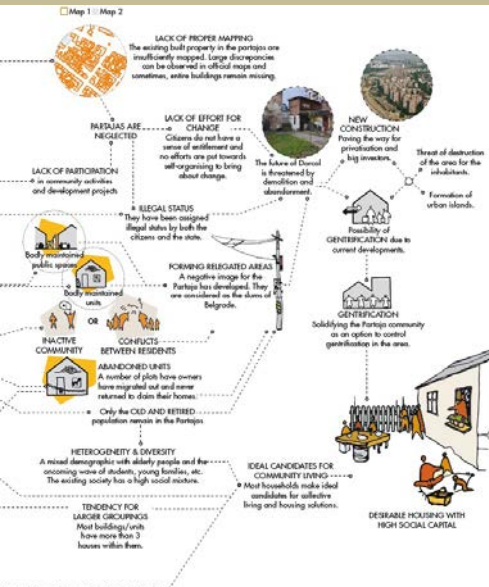 Map 1 Map 2
LACK OF PROPER MAPPING
The existing built property in the partajas are
insufficiently mapped. Large discrepancies
can be observed in official maps and
sometimes, entire buildings remain missing.
PARTAJAS ARE
NEGLECTED
LACK OF EFFORT FOR
CHANGE
Citizens do not have a
sense of entitlement and
no efforts are put towards
self-organising to bring
about change.
The future of Dorcol
is threatened by
demolition and
abandonment.
NEW
CONSTRUCTION
Paving the way for
privatisation and
big investors.
Threat of destruction
of the area for the
inhabitants.
Formation of
urban islands.
LACK OF PARTICIPATION
in community activities
and development projects
ILLEGAL STATUS
They have been assigned
illegal status by both the
citizens and the state.
Possibility of
GENTRIFICATION due to
current developments.
Badly maintained
public spaces
Badly maintained
units
FORMING RELEGATED AREAS
A negative image for the
Partaja has developed. They
are considered as the slums of
Belgrade.
GENTRIFICATION
Solidifying the Partaja community
as an option to control
gentrification in the area.
INACTIVE
COMMUNITY
OR
CONFLICTS
BETWEEN RESIDENTS
ABANDONED UNITS
A number of plots have owners
have migrated out and never
returned to claim their homes.
Only the OLD AND RETIRED
population remain in the Partajas
HETEROGENEITY & DIVERSITY
A mixed demographic with elderly people and the
oncoming wave of students, young families, etc.
The existing society has a high social mixture.
IDEAL CANDIDATES FOR
COMMUNITY LIVING
Most households make ideal
candidates for collective
living and housing solutions.
TENDENCY FOR
LARGER GROUPINGS
Most buildings/units
have more than 3
houses within them.
DESIRABLE HOUSING WITH
HIGH SOCIAL CAPITAL